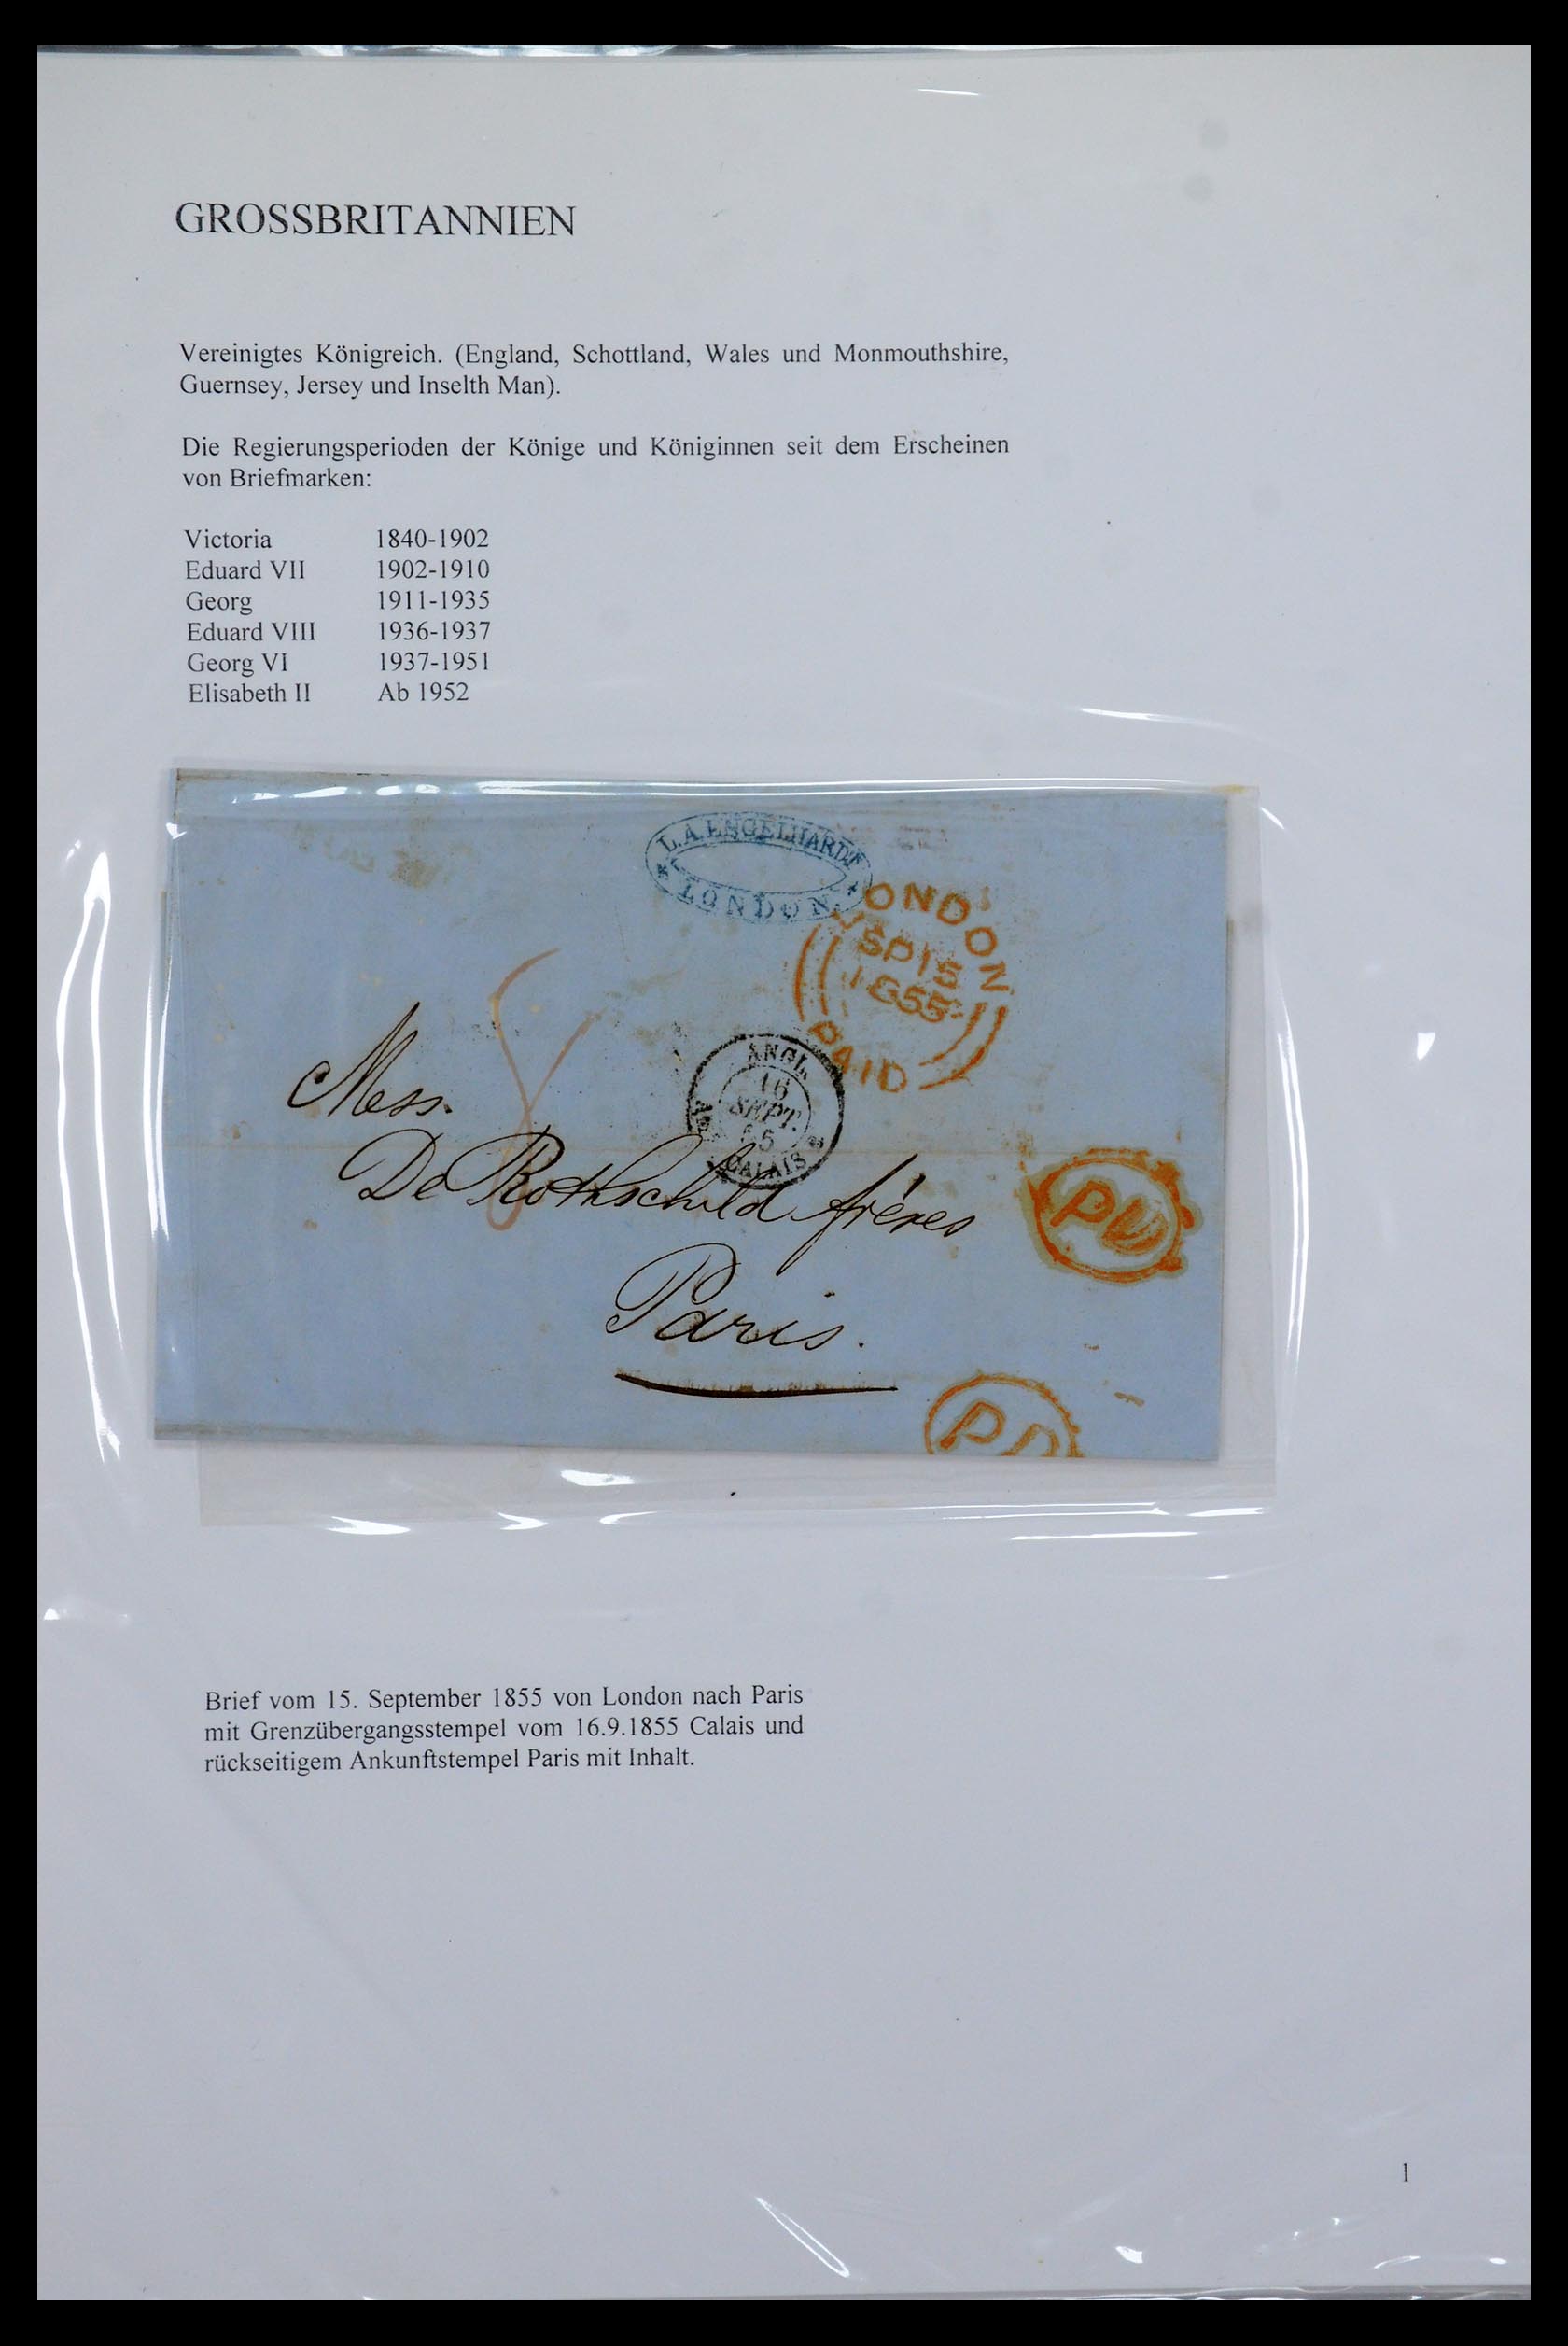 GROSSBRITANNIEN
Vereinigtes Königreich. (England, Schottland, Wales und Monmouthshire,
Guernsey, Jersey und Inselth Man).
Die Regierungsperioden der Könige und Königinnen seit dem Erscheinen
von Briefmarken:
Victoria 1840-1902
Eduard VII 1902-1910
Georg 1911-1935
Eduard VIII 1936-1937
Georg VI 1937-1951
Elisabeth II Ab 1952
L.A. ENGELHARDT
LONDON
LONDON
SP 15
1855
PAID
8
ANGL.
16
SEPT.
55
CALAIS
Mess.
De Rothschild frères
Paris.
PD
PD
Brief vom 15. September 1855 von London nach Paris
mit Grenzübergangsstempel vom 16.9.1855 Calais und
rückseitigem Ankunftstempel Paris mit Inhalt.
1